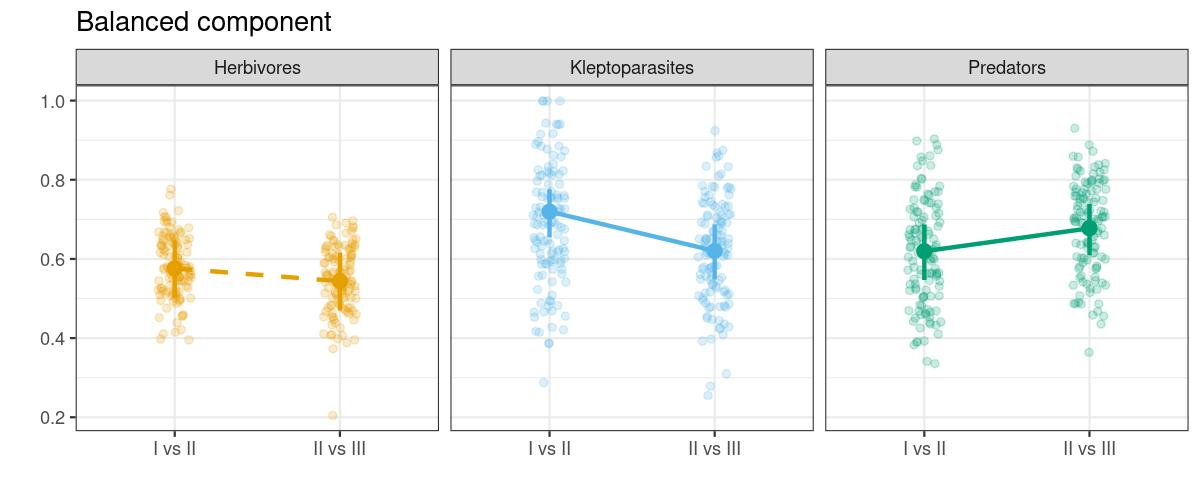 Balanced component
Herbivores
Kleptoparasites
Predators
1.0
0.8
0.6
0.4
0.2
I vs II
II vs III
I vs II
II vs III
I vs II
II vs III